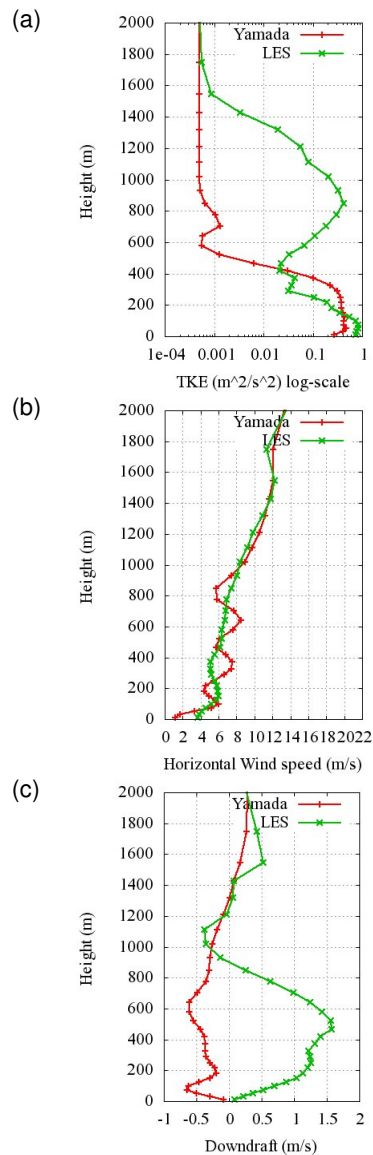 (a)
2000
Yamada
LES
1800
1600
1400
1200
1000
800
600
400
200
0
Height (m)
1e-04 0.001 0.01 0.1 1
TKE (m^2/s^2) log-scale
(b)
2000
Yamada
LES
1800
1600
1400
1200
1000
800
600
400
200
0
Height (m)
0 2 4 6 8 10 12 14 16 18 20 22
Horizontal Wind speed (m/s)
(c)
2000
Yamada
LES
1800
1600
1400
1200
1000
800
600
400
200
0
Height (m)
-1 -0.5 0 0.5 1 1.5 2
Downdraft (m/s)